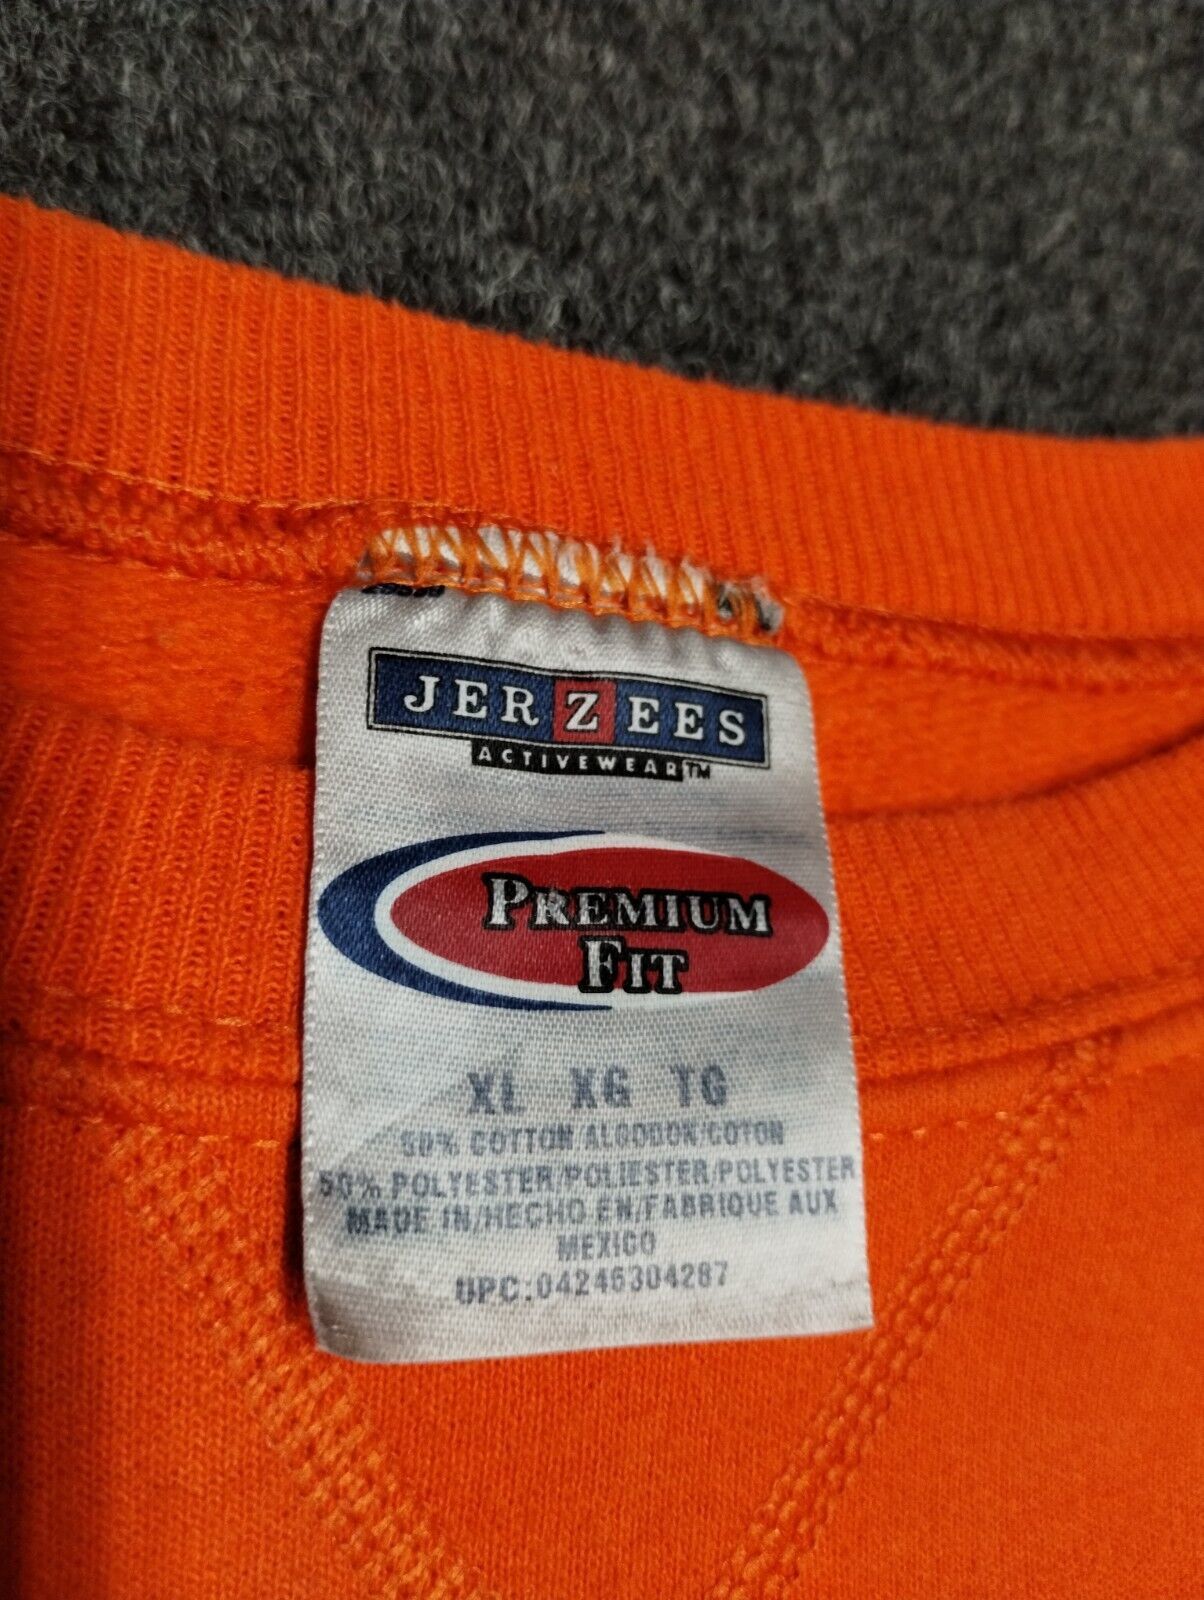 JERZEES
ACTIVEWEAR™
PREMIUM
FIT
XL XG TG
50% COTTON/ALGODON/COTON
50% POLYESTER/POLIESTER/POLYESTER
MADE IN/HECHO EN/FABRIQUE AUX
MEXICO
UPC:04246304287